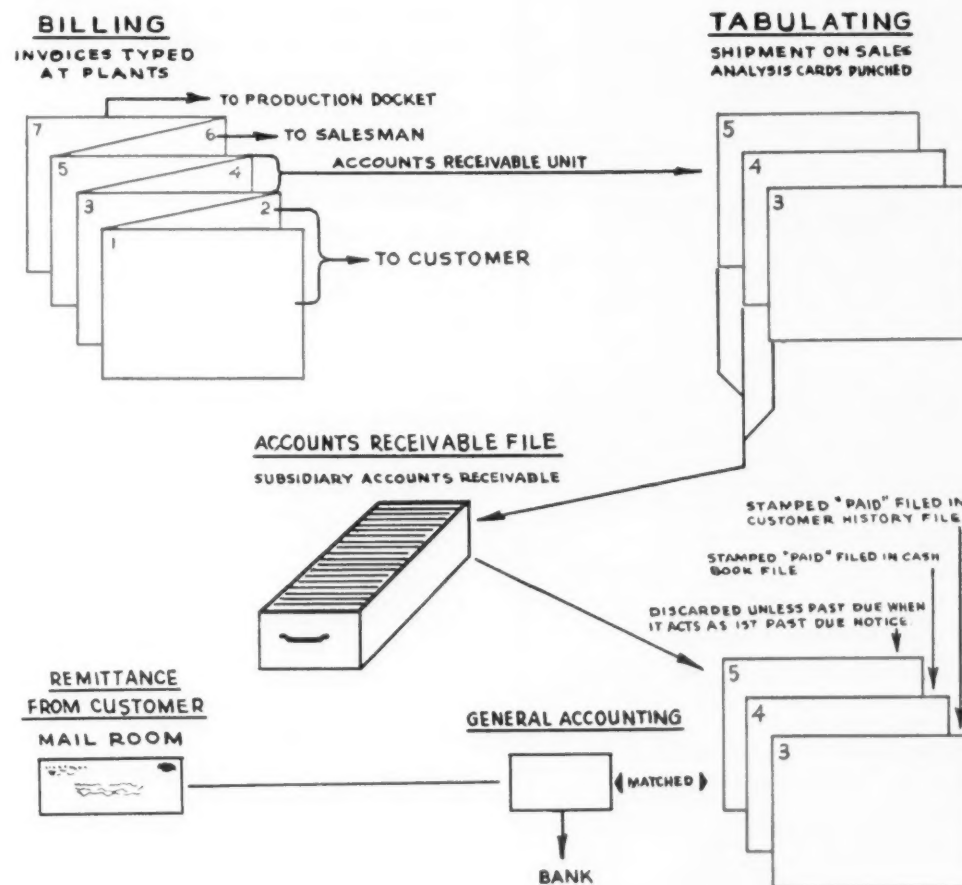 BILLING
INVOICES TYPED
AT PLANTS
TO PRODUCTION DOCKET
7
6
TO SALESMAN
5
4
ACCOUNTS RECEIVABLE UNIT
3
2
1
TO CUSTOMER
TABULATING
SHIPMENT ON SALES
ANALYSIS CARDS PUNCHED
5
4
3
ACCOUNTS RECEIVABLE FILE
SUBSIDIARY ACCOUNTS RECEIVABLE
STAMPED "PAID" FILED IN
CUSTOMER HISTORY FILE
STAMPED "PAID" FILED IN CASH
BOOK FILE
DISCARDED UNLESS PAST DUE WHEN
IT ACTS AS 1ST PAST DUE NOTICE.
5
4
3
REMITTANCE
FROM CUSTOMER
MAIL ROOM
GENERAL ACCOUNTING
MATCHED
BANK